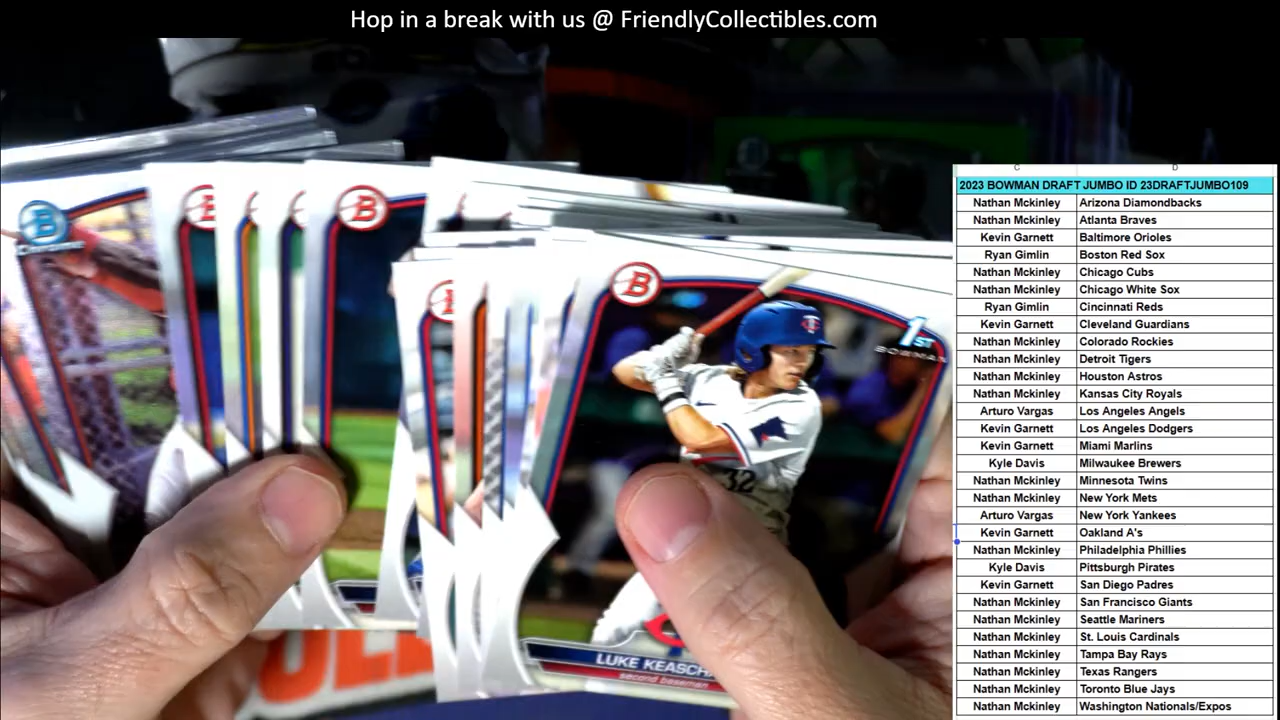 Hop in a break with us @ FriendlyCollectibles.com
C D
2023 BOWMAN DRAFT JUMBO ID 23DRAFTJUMBO109
Nathan Mckinley Arizona Diamondbacks
Nathan Mckinley Atlanta Braves
Kevin Garnett Baltimore Orioles
Ryan Gimlin Boston Red Sox
Nathan Mckinley Chicago Cubs
Nathan Mckinley Chicago White Sox
Ryan Gimlin Cincinnati Reds
Kevin Garnett Cleveland Guardians
Nathan Mckinley Colorado Rockies
Nathan Mckinley Detroit Tigers
Nathan Mckinley Houston Astros
Nathan Mckinley Kansas City Royals
Arturo Vargas Los Angeles Angels
Kevin Garnett Los Angeles Dodgers
Kevin Garnett Miami Marlins
Kyle Davis Milwaukee Brewers
Nathan Mckinley Minnesota Twins
Nathan Mckinley New York Mets
Arturo Vargas New York Yankees
Kevin Garnett Oakland A's
Nathan Mckinley Philadelphia Phillies
Kyle Davis Pittsburgh Pirates
Kevin Garnett San Diego Padres
Nathan Mckinley San Francisco Giants
Nathan Mckinley Seattle Mariners
Nathan Mckinley St. Louis Cardinals
Nathan Mckinley Tampa Bay Rays
Nathan Mckinley Texas Rangers
Nathan Mckinley Toronto Blue Jays
Nathan Mckinley Washington Nationals/Expos
B
B
B
1ST
BOWMAN
32
LUKE KEASCHA
second baseman